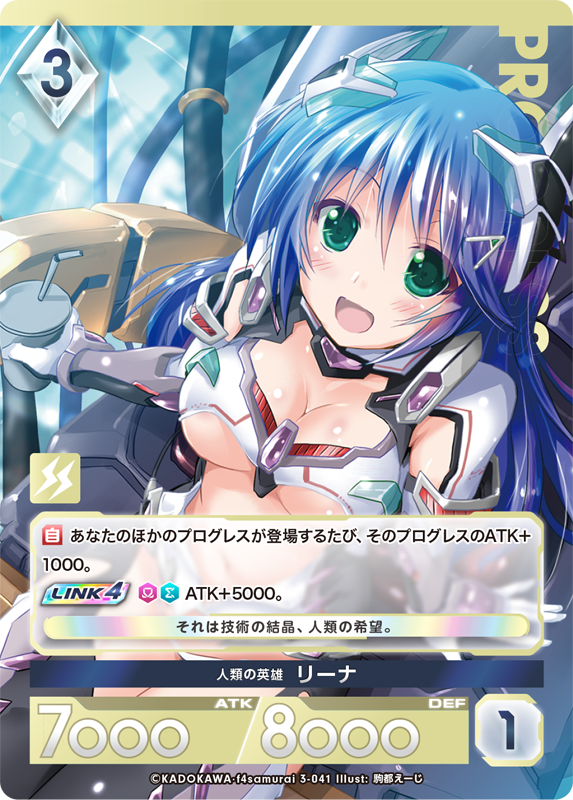 3
PRO
自 あなたのほかのプログレスが登場するたび、そのプログレスのATK+
1000。
LINK 4 Ω Σ ATK+5000。
それは技術の結晶、人類の希望。
人類の英雄 リーナ
ATK DEF
7000 8000 1
©KADOKAWA-f4samurai 3-041 Illust: 駒都えーじ